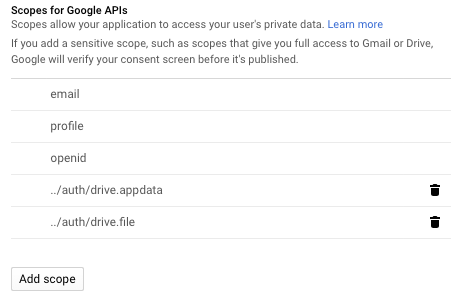 Scopes for Google APIs
Scopes allow your application to access your user's private data. Learn more
If you add a sensitive scope, such as scopes that give you full access to Gmail or Drive,
Google will verify your consent screen before it's published.
email
profile
openid
../auth/drive.appdata
../auth/drive.file
Add scope